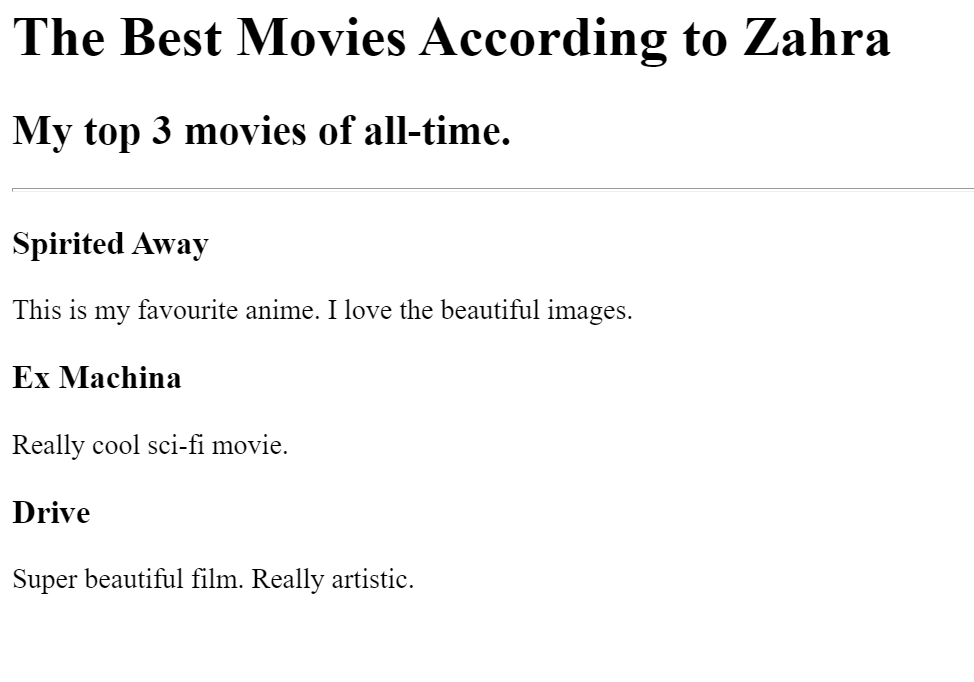 The Best Movies According to Zahra
My top 3 movies of all-time.
Spirited Away
This is my favourite anime. I love the beautiful images.
Ex Machina
Really cool sci-fi movie.
Drive
Super beautiful film. Really artistic.